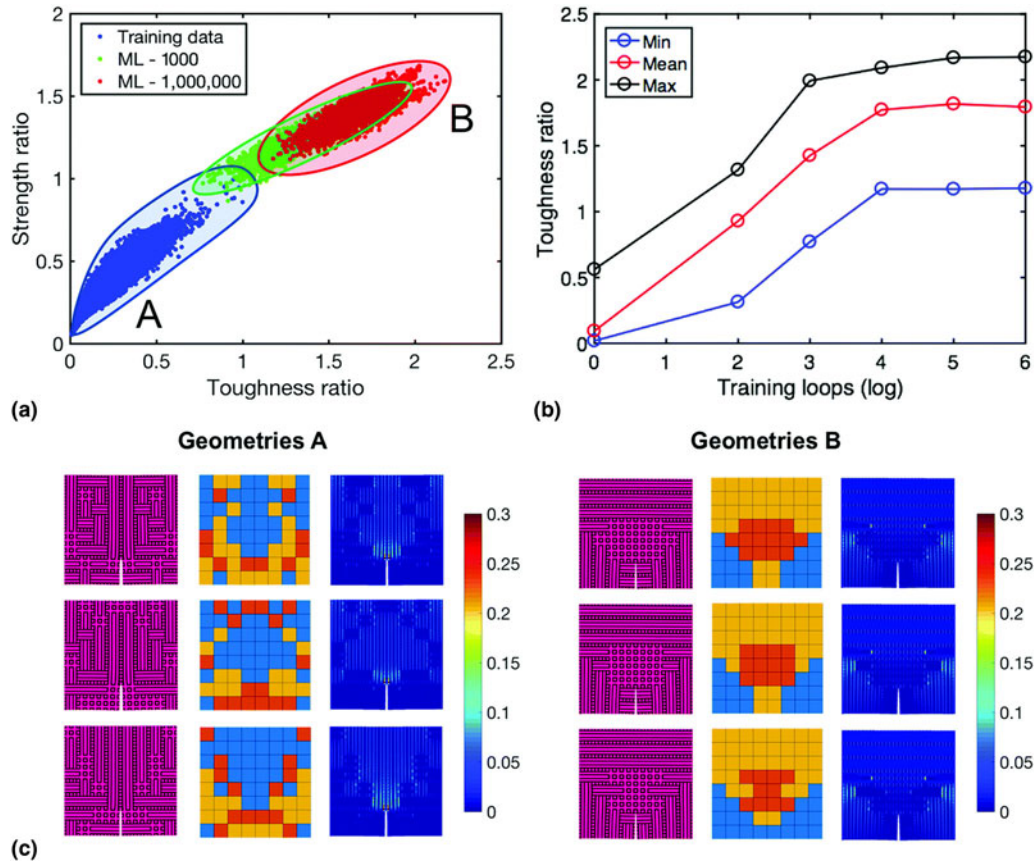 2
1.5
1
0.5
0
Strength ratio
Training data
ML - 1000
ML - 1,000,000
A
B
0 0.5 1 1.5 2 2.5
Toughness ratio
(a)
2.5
2
1.5
1
0.5
0
Toughness ratio
Min
Mean
Max
0 1 2 3 4 5 6
Training loops (log)
(b)
Geometries A
0.3
0.25
0.2
0.15
0.1
0.05
0
Geometries B
0.3
0.25
0.2
0.15
0.1
0.05
0
(c)